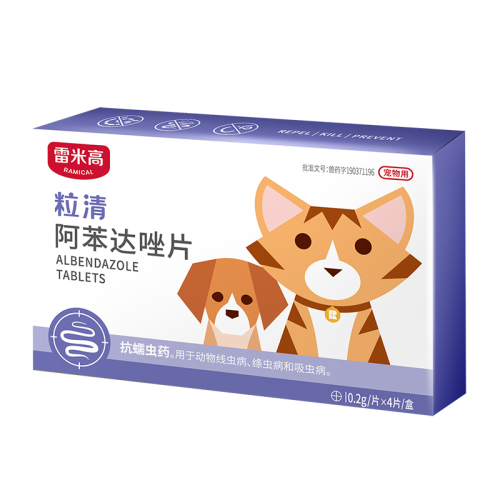 REPEL / KILL / PREVENT
雷米高
RAMICAL
批准文号:兽药字190371196
宠物用
粒清
阿苯达唑片
ALBENDAZOLE
TABLETS
抗蠕虫药。用于动物线虫病、绦虫病和吸虫病。
0.2g/片×4片/盒